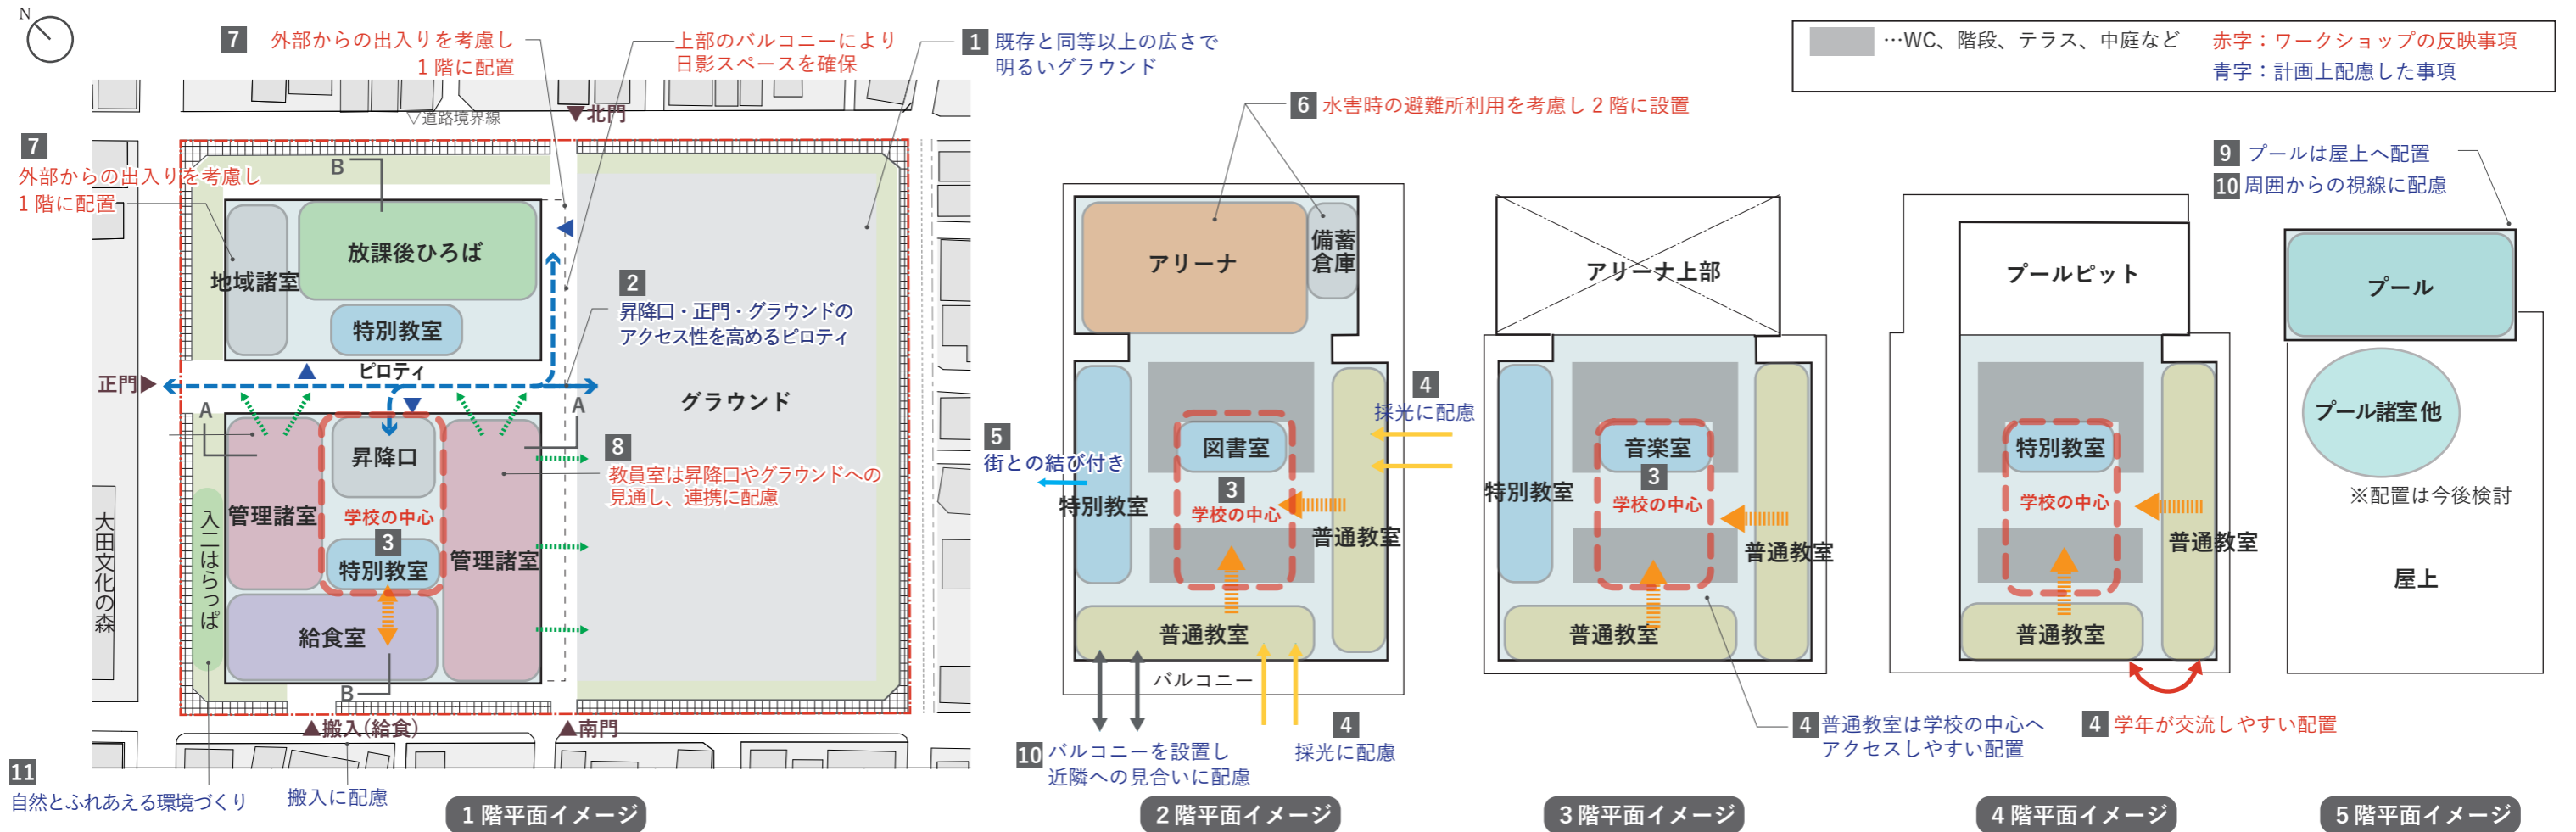 N
7 外部からの出入りを考慮し
1 階に配置
上部のバルコニーにより
日影スペースを確保
1 既存と同等以上の広さで
明るいグラウンド
▼北門
▽道路境界線
7
外部からの出入りを考慮し
1 階に配置
B
放課後ひろば
地域諸室
特別教室
2
昇降口・正門・グラウンドの
アクセス性を高めるピロティ
ピロティ
正門▶
グラウンド
A
A
昇降口
8
教員室は昇降口やグラウンドへの
見通し、連携に配慮
管理諸室
学校の中心
3
特別教室
管理諸室
給食室
入二はらっぱ
大田文化の森
B
▲搬入(給食)
▲南門
11
自然とふれあえる環境づくり
搬入に配慮
1 階平面イメージ
6 水害時の避難所利用を考慮し 2 階に設置
アリーナ
備蓄
倉庫
4
採光に配慮
5
街との結び付き
図書室
3
学校の中心
特別教室
普通教室
普通教室
バルコニー
4
採光に配慮
10 バルコニーを設置し
近隣への見合いに配慮
2 階平面イメージ
アリーナ上部
音楽室
3
学校の中心
特別教室
普通教室
普通教室
4 普通教室は学校の中心へ
アクセスしやすい配置
3 階平面イメージ
プールピット
特別教室
学校の中心
普通教室
普通教室
4 学年が交流しやすい配置
4 階平面イメージ
…WC、階段、テラス、中庭など
赤字：ワークショップの反映事項
青字：計画上配慮した事項
9 プールは屋上へ配置
10 周囲からの視線に配慮
プール
プール諸室 他
※配置は今後検討
屋上
5 階平面イメージ